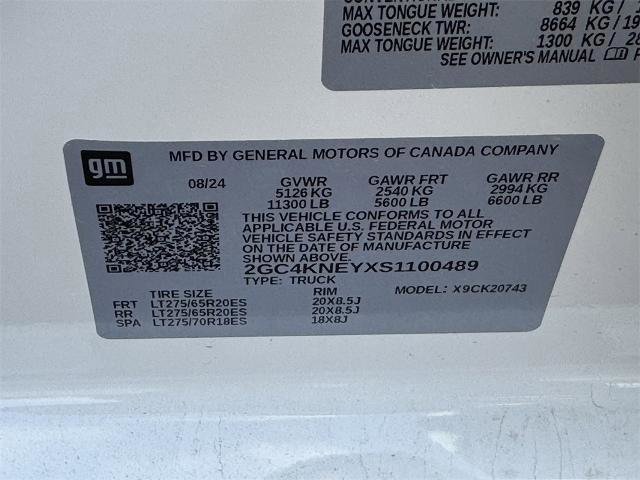 MAX TONGUE WEIGHT: 839 KG /
GOOSENECK TWR: 8664 KG/19
MAX TONGUE WEIGHT: 1300 KG/ 28
SEE OWNER'S MANUAL
gm
MFD BY GENERAL MOTORS OF CANADA COMPANY
08/24 GVWR GAWR FRT GAWR RR
5126 KG 2540 KG 2994 KG
11300 LB 5600 LB 6600 LB
THIS VEHICLE CONFORMS TO ALL
APPLICABLE U.S. FEDERAL MOTOR
VEHICLE SAFETY STANDARDS IN EFFECT
ON THE DATE OF MANUFACTURE
SHOWN ABOVE.
2GC4KNEYXS1100489
TYPE: TRUCK MODEL: X9CK20743
TIRE SIZE RIM
FRT LT275/65R20ES 20X8.5J
RR LT275/65R20ES 20X8.5J
SPA LT275/70R18ES 18X8J